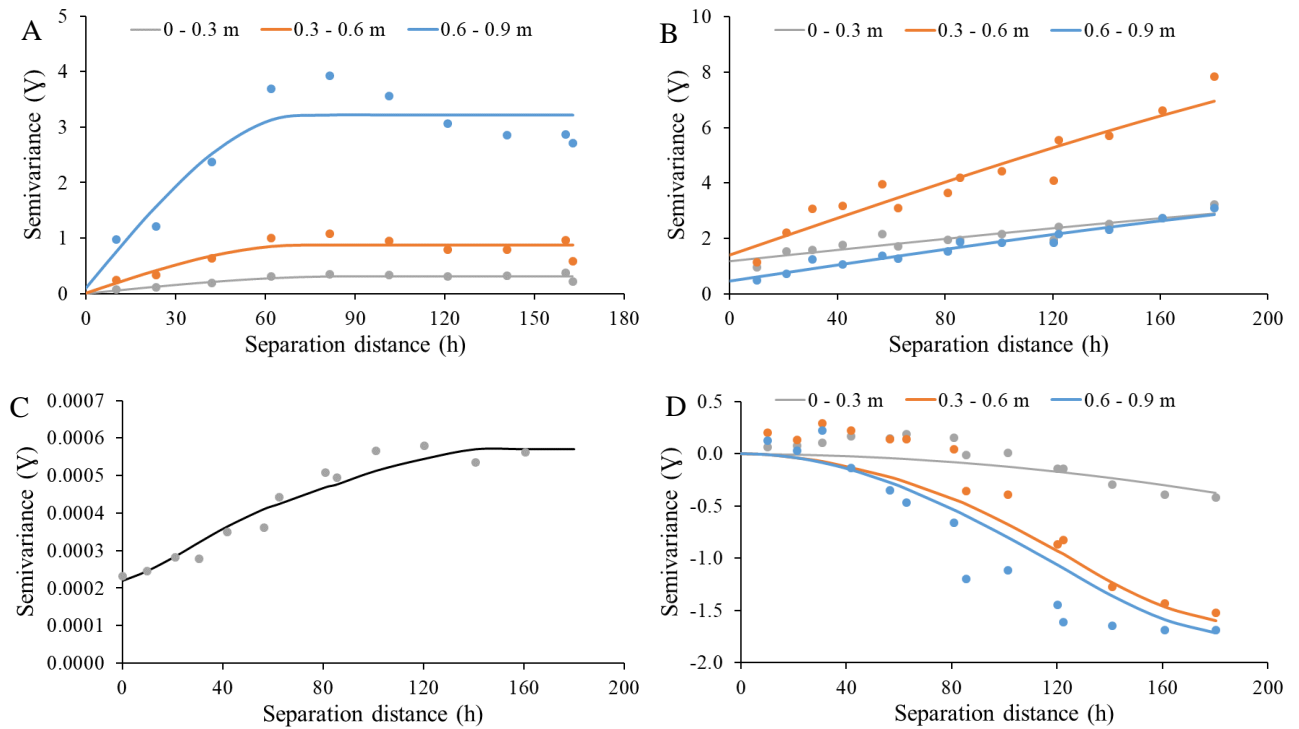 A
0 - 0.3 m 0.3 - 0.6 m 0.6 - 0.9 m
Semivariance (Ɣ)
5
4
3
2
1
0
0 30 60 90 120 150 180
Separation distance (h)
B
0 - 0.3 m 0.3 - 0.6 m 0.6 - 0.9 m
Semivariance (Ɣ)
10
8
6
4
2
0
0 40 80 120 160 200
Separation distance (h)
C
Semivariance (Ɣ)
0.0007
0.0006
0.0005
0.0004
0.0003
0.0002
0.0001
0.0000
0 40 80 120 160 200
Separation distance (h)
D
0 - 0.3 m 0.3 - 0.6 m 0.6 - 0.9 m
Semivariance (Ɣ)
0.5
0.0
-0.5
-1.0
-1.5
-2.0
0 40 80 120 160 200
Separation distance (h)